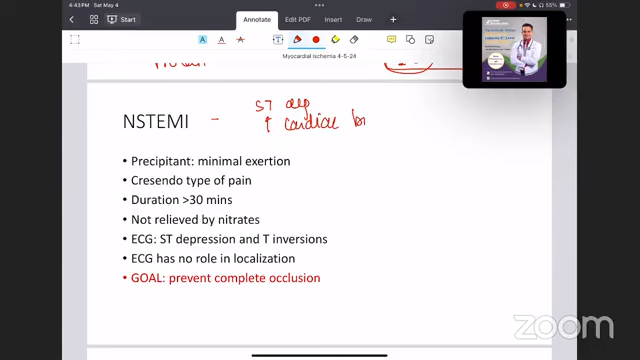 4:43 PM Sat May 4
55%
Start
Annotate
Edit PDF
Insert
Draw
Myocardial Ischemia 4-5-24
ST dep
NSTEMI - ↑ cardiac
• Precipitant: minimal exertion
• Cresendo type of pain
• Duration >30 mins
• Not relieved by nitrates
• ECG: ST depression and T inversions
• ECG has no role in localization
• GOAL: prevent complete occlusion
zoom